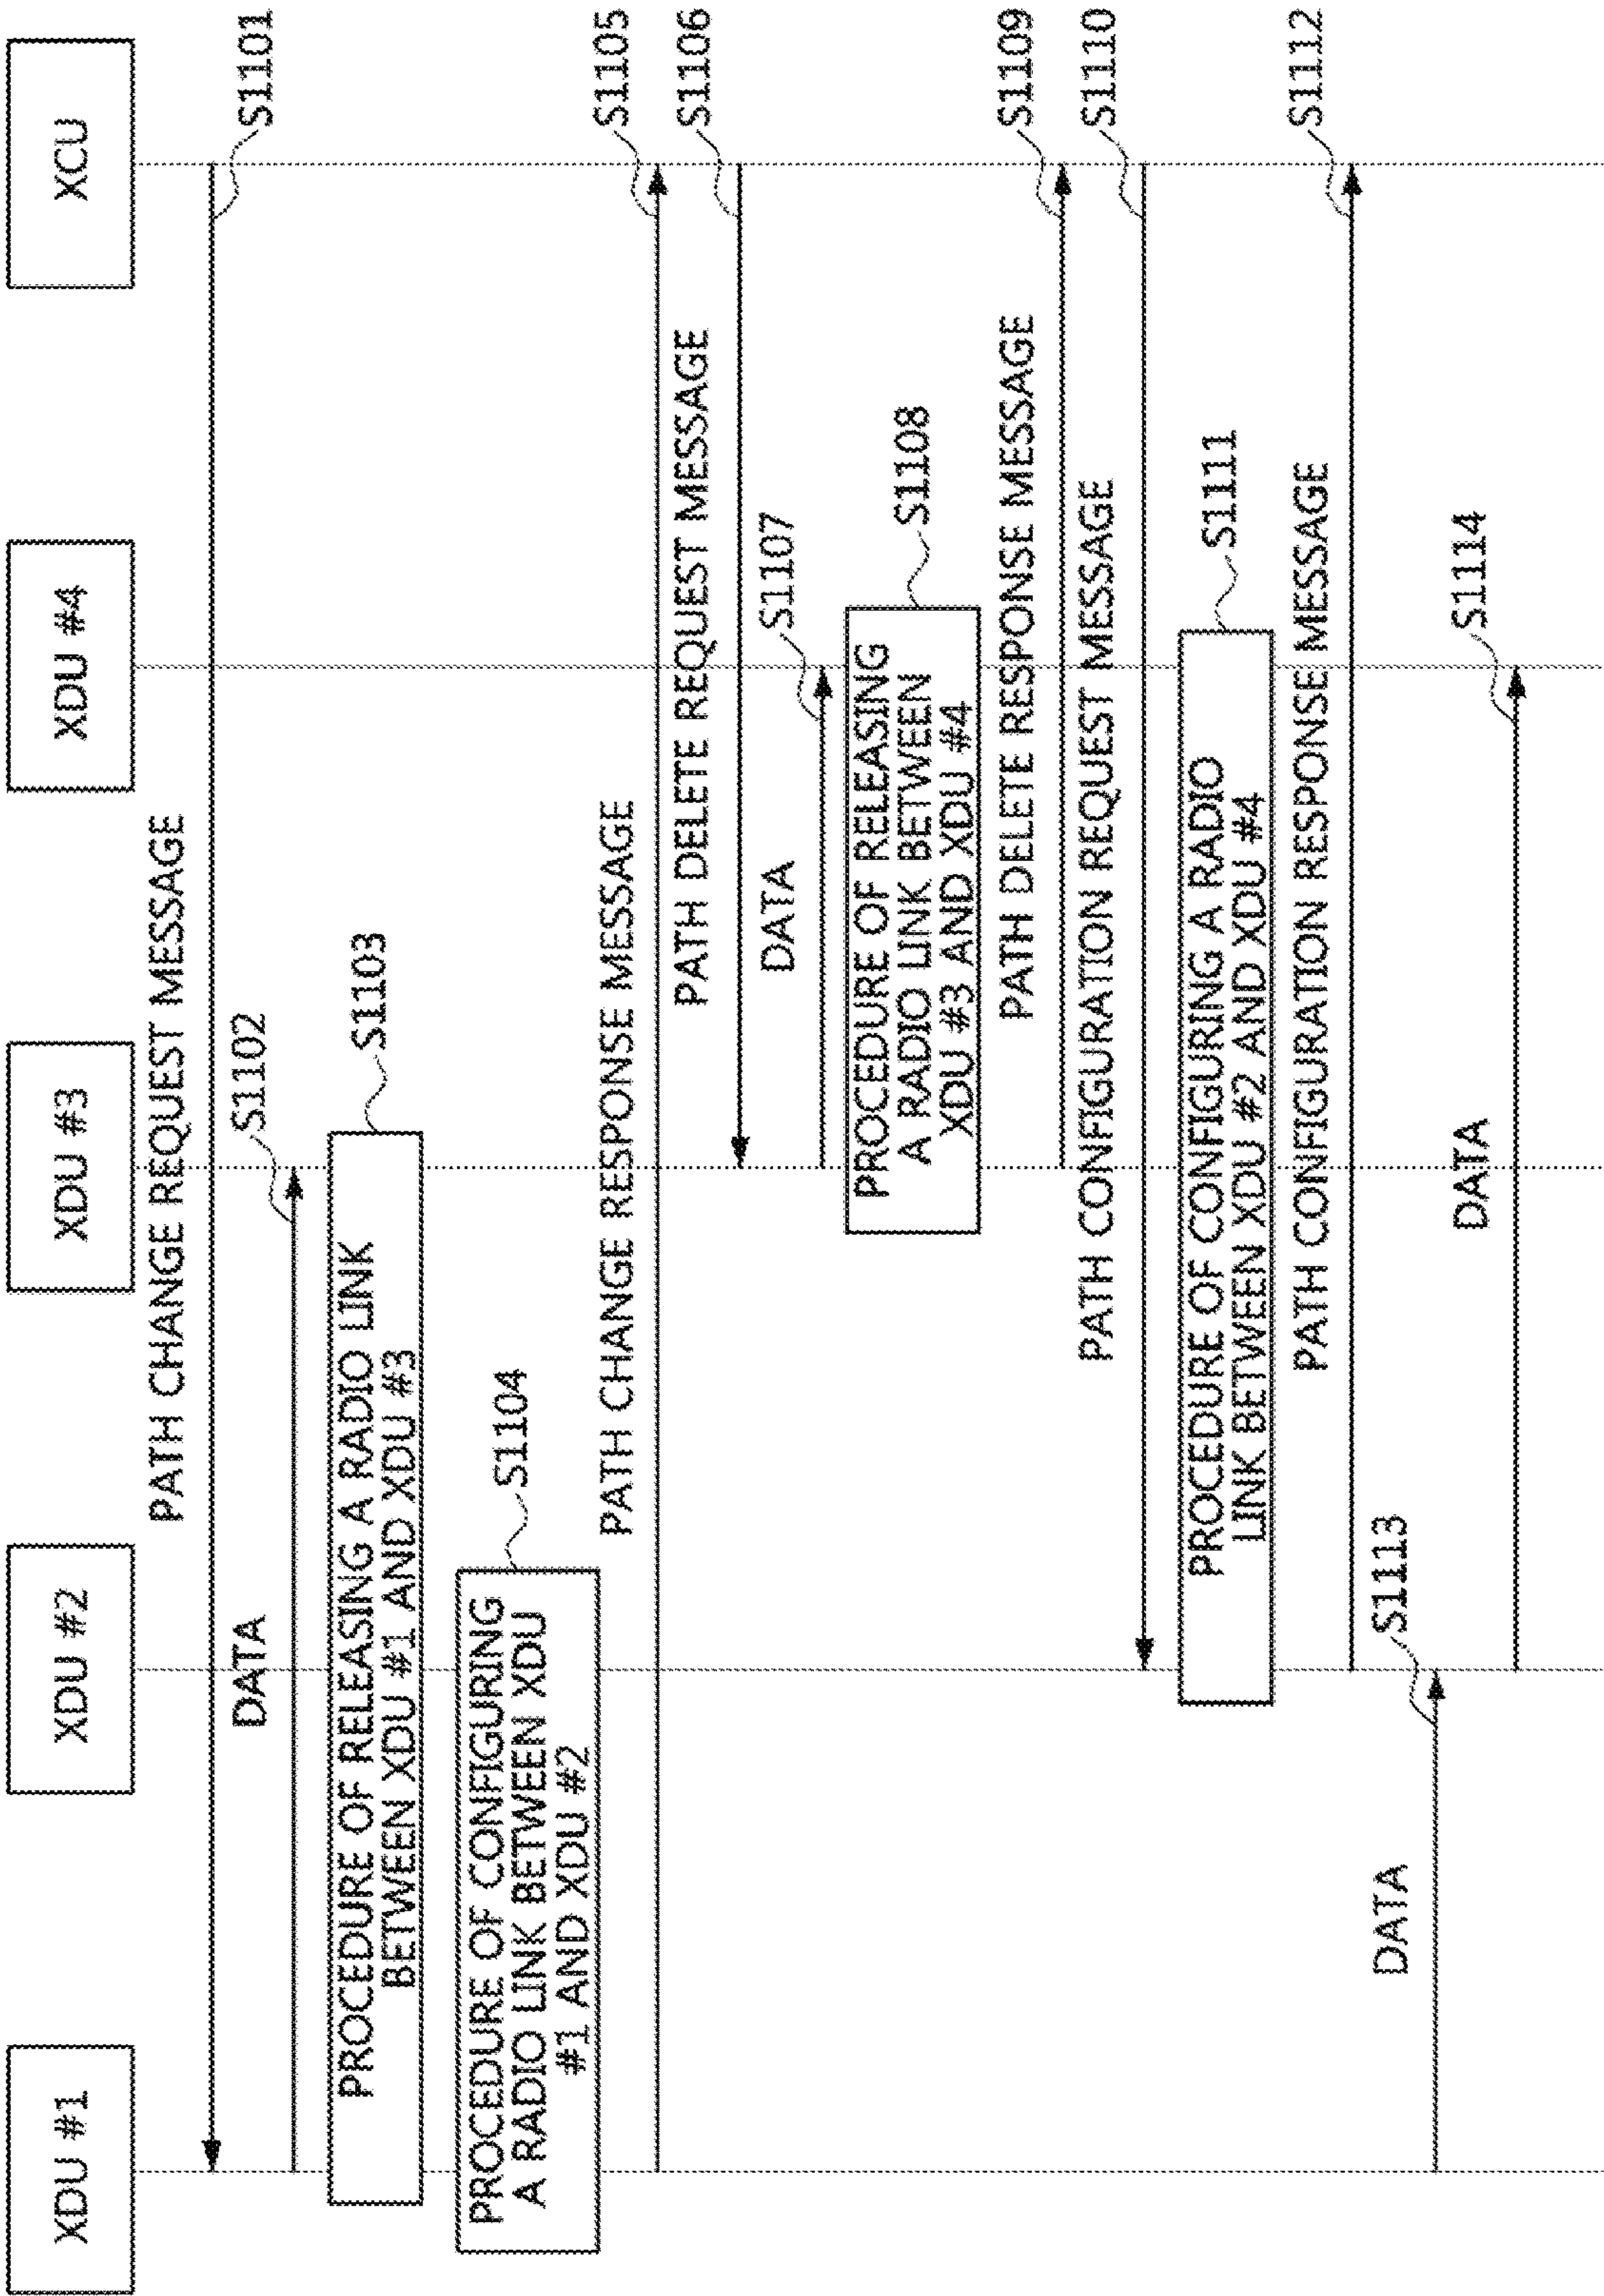 XDU #1
XDU #2
XDU #3
XDU #4
XCU
PATH CHANGE REQUEST MESSAGE
S1101
DATA
S1102
PROCEDURE OF RELEASING A RADIO LINK
BETWEEN XDU #1 AND XDU #3
S1103
PROCEDURE OF CONFIGURING
A RADIO LINK BETWEEN XDU
#1 AND XDU #2
S1104
PATH CHANGE RESPONSE MESSAGE
S1105
PATH DELETE REQUEST MESSAGE
S1106
DATA
S1107
PROCEDURE OF RELEASING
A RADIO LINK BETWEEN
XDU #3 AND XDU #4
S1108
PATH DELETE RESPONSE MESSAGE
S1109
PATH CONFIGURATION REQUEST MESSAGE
S1110
PROCEDURE OF CONFIGURING A RADIO
LINK BETWEEN XDU #2 AND XDU #4
S1111
PATH CONFIGURATION RESPONSE MESSAGE
S1112
DATA
S1113
DATA
S1114